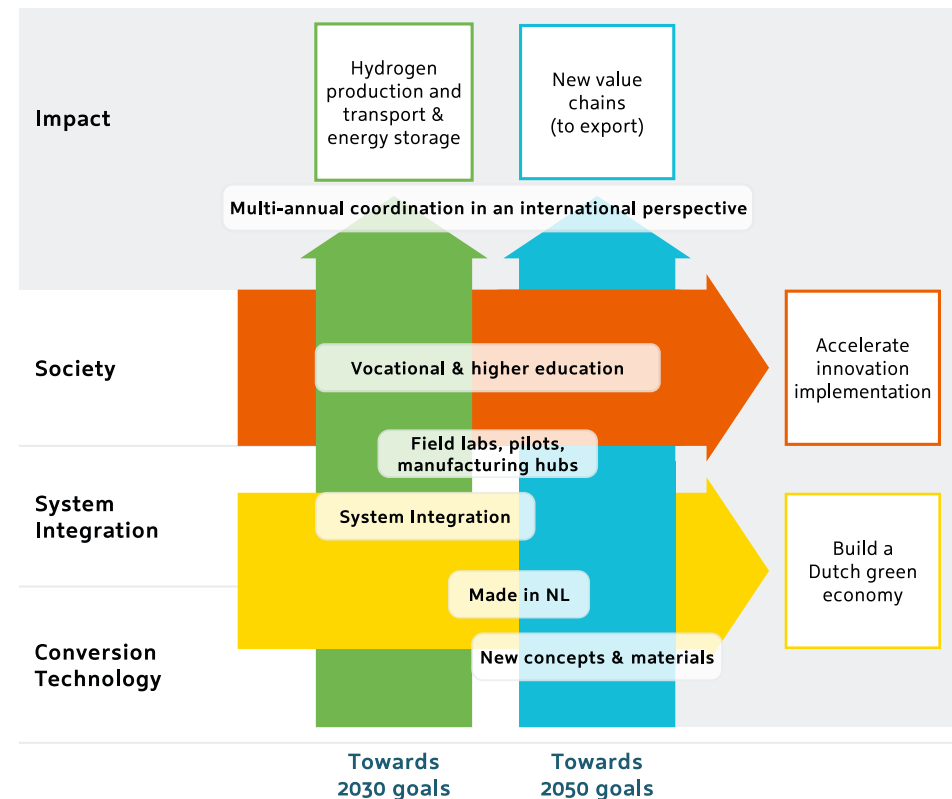 Impact
Hydrogen
production and
transport &
energy storage
New value
chains
(to export)
Multi-annual coordination in an international perspective
Society
Vocational & higher education
Accelerate
innovation
implementation
Field labs, pilots,
manufacturing hubs
System
Integration
System Integration
Build a
Dutch green
economy
Made in NL
Conversion
Technology
New concepts & materials
Towards
2030 goals
Towards
2050 goals